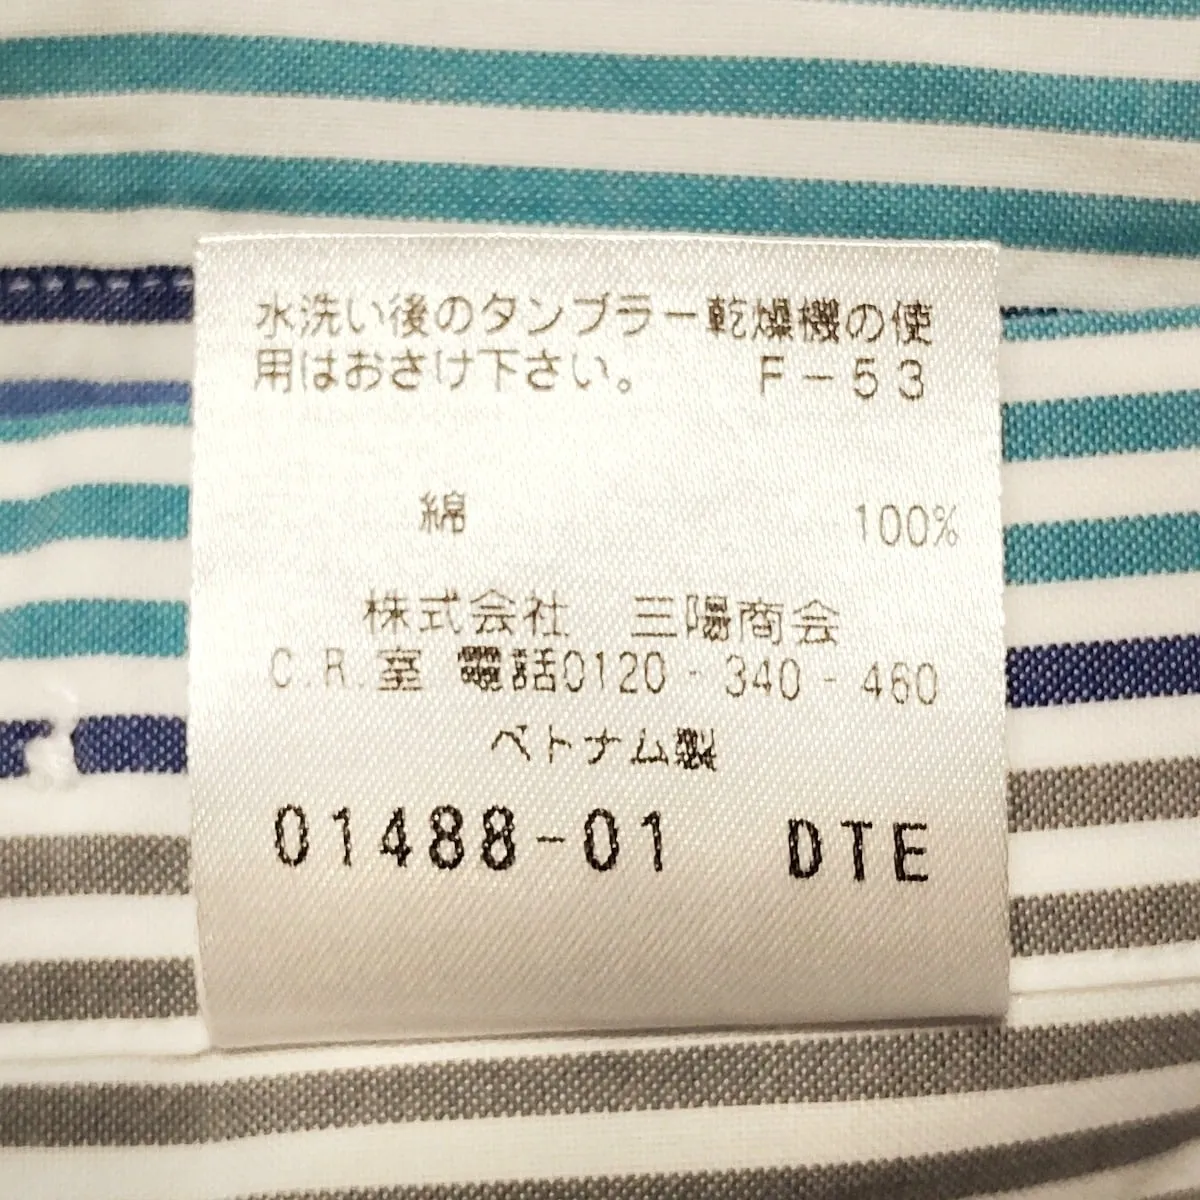 水洗い後のタンブラー乾燥機の使
用はおさけ下さい。 F-53
綿 100%
株式会社 三陽商会
C.R.室 電話0120-340-460
ベトナム製
01488-01 DTE